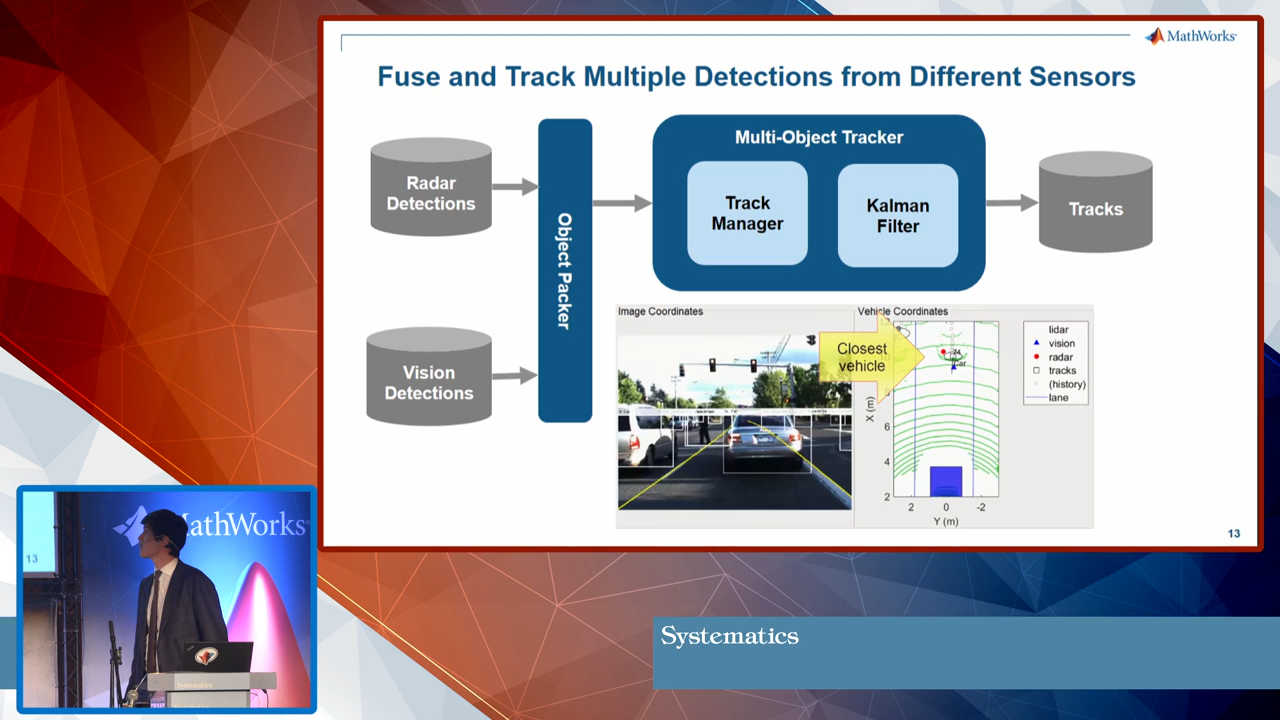 MathWorks
Fuse and Track Multiple Detections from Different Sensors
Radar
Detections
Vision
Detections
Object Packer
Multi-Object Tracker
Track
Manager
Kalman
Filter
Tracks
Image Coordinates
Vehicle Coordinates
Closest
vehicle
X (m)
6
4
2
2 0 -2
Y (m)
lidar
vision
radar
tracks
(history)
lane
13
13
MathWorks
Systematics
Systematics